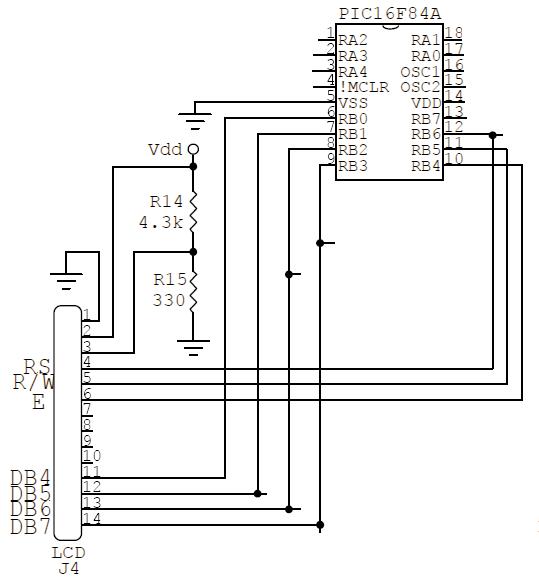 PIC16F84A
1 RA2 RA1 18
2 RA3 RA0 17
3 RA4 OSC1 16
4 !MCLR OSC2 15
5 VSS VDD 14
6 RB0 RB7 13
7 RB1 RB6 12
8 RB2 RB5 11
9 RB3 RB4 10
Vdd
R14
4.3k
R15
330
1
2
3
RS 4
R/W 5
E 6
7
8
9
10
DB4 11
DB5 12
DB6 13
DB7 14
LCD
J4